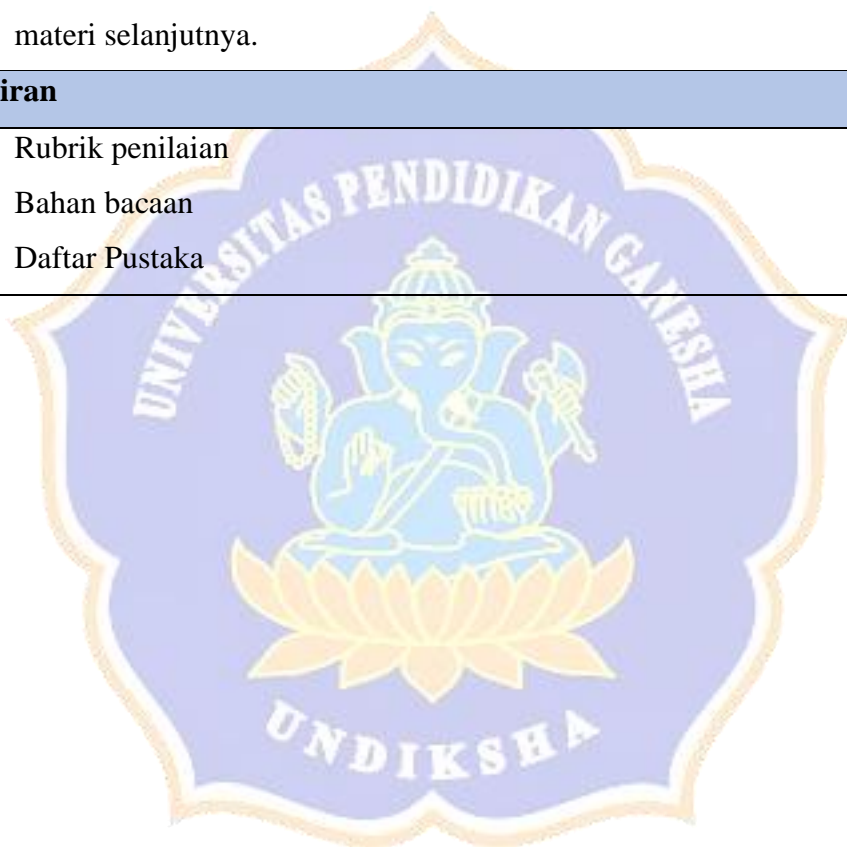 materi selanjutnya.
iran
Rubrik penilaian
Bahan bacaan
Daftar Pustaka
UNIVERSITAS PENDIDIKAN GANESHA
UNDIKSHA